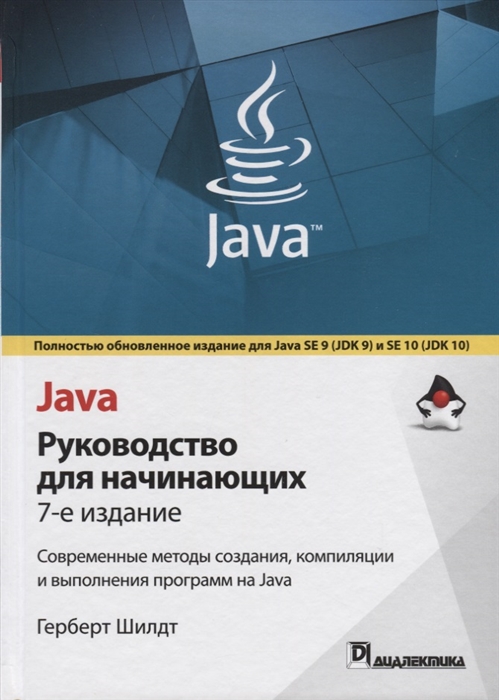 Java™
Полностью обновленное издание для Java SE 9 (JDK 9) и SE 10 (JDK 10)
Java
Руководство
для начинающих
7-е издание
Современные методы создания, компиляции
и выполнения программ на Java
Герберт Шилдт
ДИАЛЕКТИКА